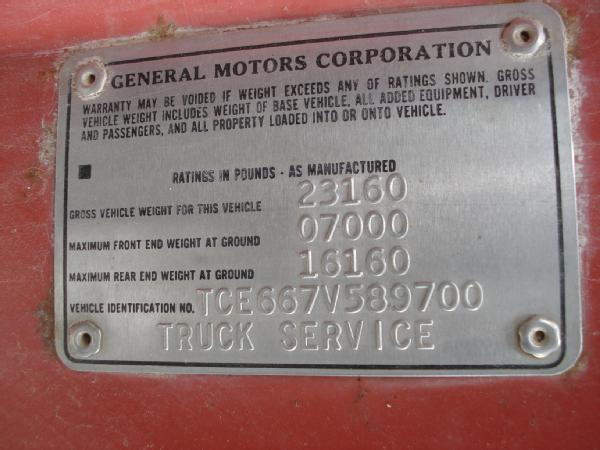 GENERAL MOTORS CORPORATION
WARRANTY MAY BE VOIDED IF WEIGHT EXCEEDS ANY OF RATINGS SHOWN. GROSS
VEHICLE WEIGHT INCLUDES WEIGHT OF BASE VEHICLE, ALL ADDED EQUIPMENT, DRIVER
AND PASSENGERS, AND ALL PROPERTY LOADED INTO OR ONTO VEHICLE.
RATINGS IN POUNDS - AS MANUFACTURED
GROSS VEHICLE WEIGHT FOR THIS VEHICLE 23160
MAXIMUM FRONT END WEIGHT AT GROUND 07000
MAXIMUM REAR END WEIGHT AT GROUND 16160
VEHICLE IDENTIFICATION NO. TCE667V589700
TRUCK SERVICE